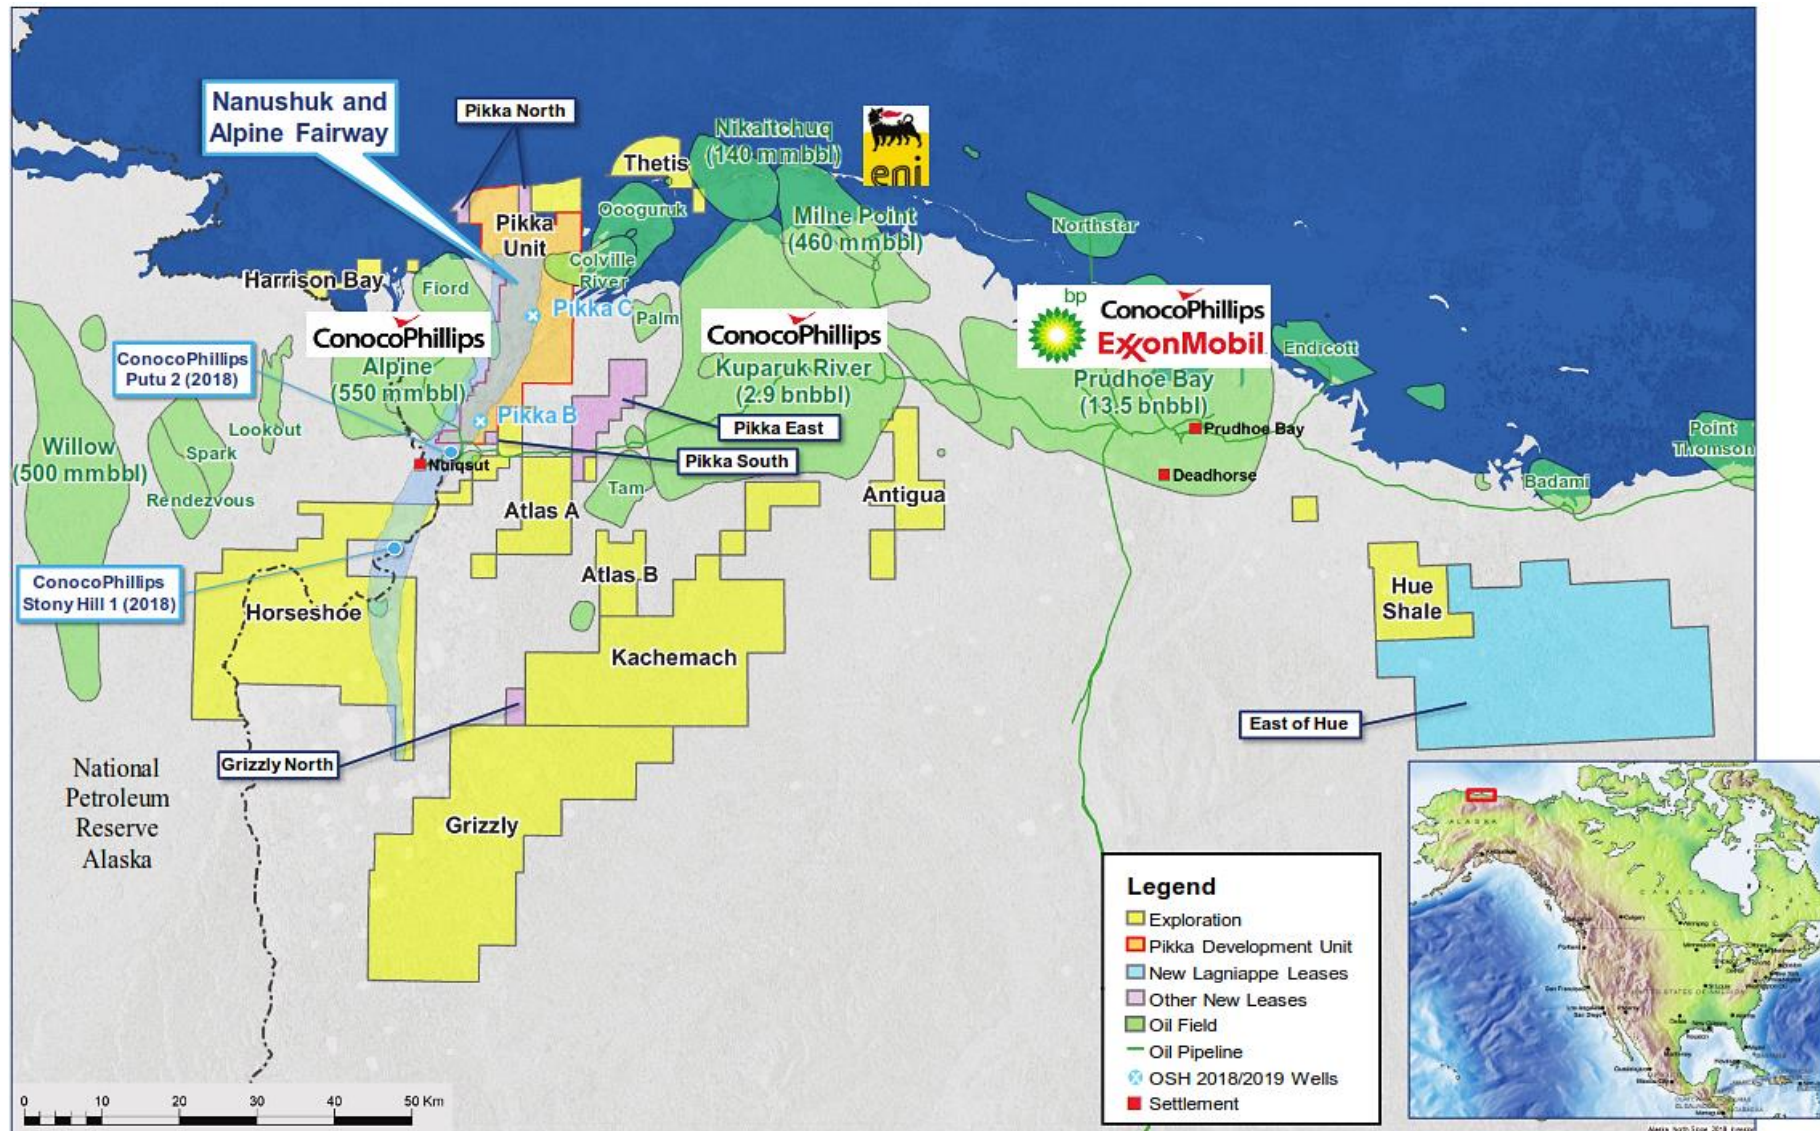 Nanushuk and
Alpine Fairway
Pikka North
Thetis
Nikaitchuq
(140 mmbbl)
eni
Pikka
Unit
Oooguruk
Milne Point
(460 mmbbl)
Northstar
Harrison Bay
Fiord
Colville
River
Pikka C
Palm
ConocoPhillips
Alpine
(550 mmbbl)
ConocoPhillips
Kuparuk River
(2.9 bnbbl)
bp
ConocoPhillips
ExxonMobil
Prudhoe Bay
(13.5 bnbbl)
Endicott
ConocoPhillips
Putu 2 (2018)
Pikka B
Pikka East
Pikka South
Prudhoe Bay
Deadhorse
Point
Thomson
Badami
Willow
(500 mmbbl)
Lookout
Spark
Rendezvous
Nuiqsut
Tam
Antigua
Atlas A
Atlas B
ConocoPhillips
Stony Hill 1 (2018)
Horseshoe
Kachemach
Hue
Shale
East of Hue
Grizzly North
National
Petroleum
Reserve
Alaska
Grizzly
Legend
Exploration
Pikka Development Unit
New Lagniappe Leases
Other New Leases
Oil Field
Oil Pipeline
OSH 2018/2019 Wells
Settlement
0 10 20 30 40 50 Km
ALASKA
CANADA
UNITED STATES OF AMERICA